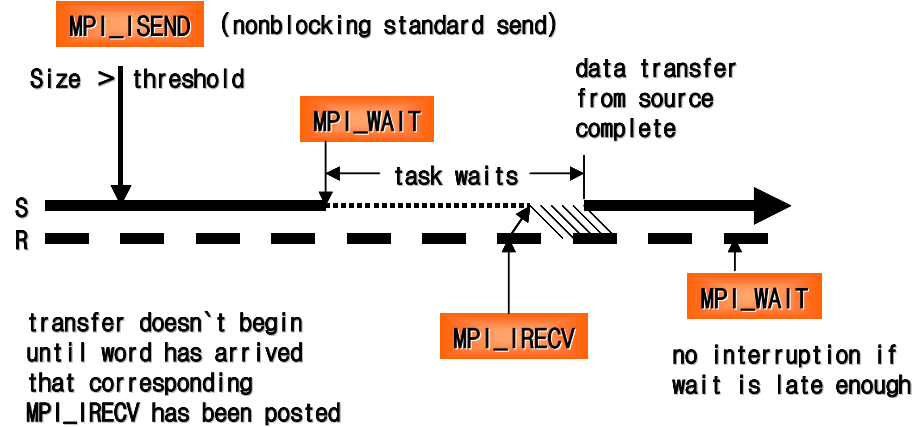 MPI_ISEND (nonblocking standard send)
Size > threshold
data transfer
from source
complete
MPI_WAIT
task waits
S
R
MPI_WAIT
MPI_IRECV
transfer doesn`t begin
until word has arrived
that corresponding
MPI_IRECV has been posted
no interruption if
wait is late enough